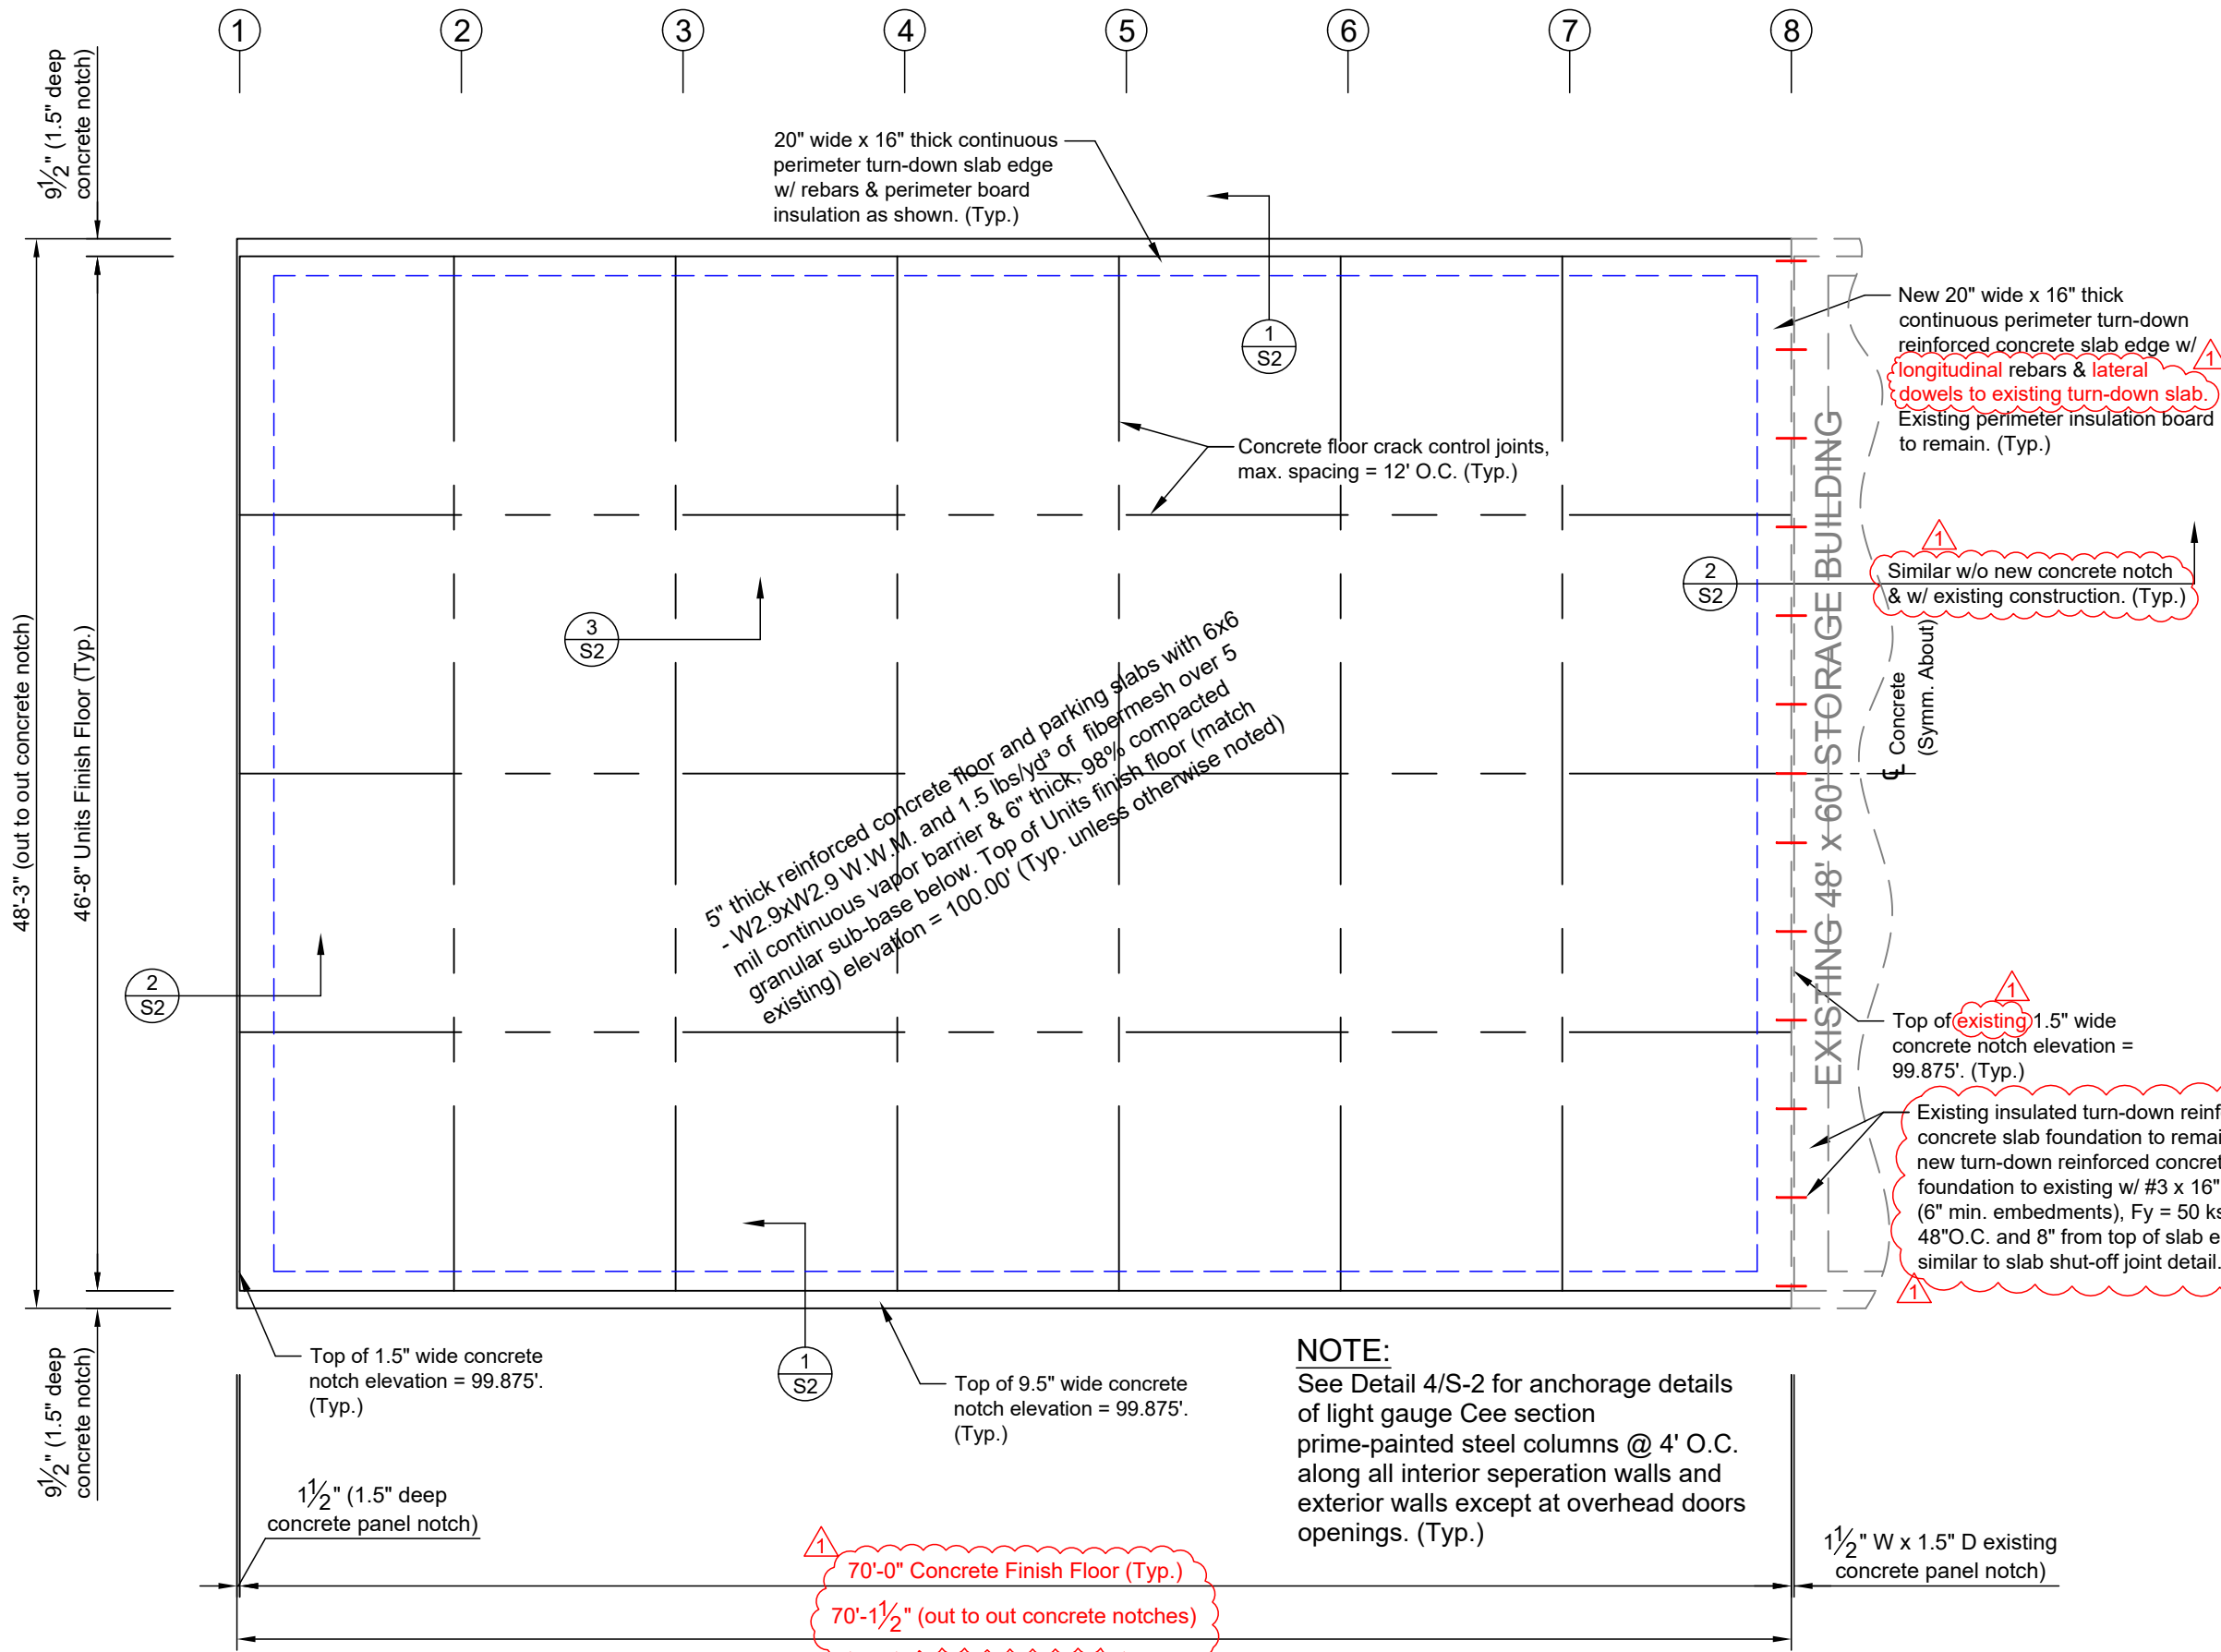 1 2 3 4 5 6 7 8
9½" (1.5" deep
concrete notch)
20" wide x 16" thick continuous
perimeter turn-down slab edge
w/ rebars & perimeter board
insulation as shown. (Typ.)
1
S2
New 20" wide x 16" thick
continuous perimeter turn-down
reinforced concrete slab edge w/
longitudinal rebars & lateral
dowels to existing turn-down slab.
Existing perimeter insulation board
to remain. (Typ.)
1
Concrete floor crack control joints,
max. spacing = 12' O.C. (Typ.)
1
Similar w/o new concrete notch
& w/ existing construction. (Typ.)
2
S2
3
S2
48'-3" (out to out concrete notch)
46'-8" Units Finish Floor (Typ.)
5" thick reinforced concrete floor and parking slabs with 6x6
- W2.9xW2.9 W.W.M. and 1.5 lbs/yd³ of fibermesh over 5
mil continuous vapor barrier & 6" thick, 98% compacted
granular sub-base below. Top of Units finish floor (match
existing) elevation = 100.00' (Typ. unless otherwise noted)
EXISTING 48' x 60' STORAGE BUILDING
℄ Concrete
(Symm. About)
2
S2
1
Top of existing 1.5" wide
concrete notch elevation =
99.875'. (Typ.)
Existing insulated turn-down reinf
concrete slab foundation to remai
new turn-down reinforced concret
foundation to existing w/ #3 x 16"
(6" min. embedments), Fy = 50 ks
48"O.C. and 8" from top of slab e
similar to slab shut-off joint detail.
1
9½" (1.5" deep
concrete notch)
Top of 1.5" wide concrete
notch elevation = 99.875'.
(Typ.)
1
S2
Top of 9.5" wide concrete
notch elevation = 99.875'.
(Typ.)
NOTE:
See Detail 4/S-2 for anchorage details
of light gauge Cee section
prime-painted steel columns @ 4' O.C.
along all interior seperation walls and
exterior walls except at overhead doors
openings. (Typ.)
1½" (1.5" deep
concrete panel notch)
1½" W x 1.5" D existing
concrete panel notch)
1
70'-0" Concrete Finish Floor (Typ.)
70'-1½" (out to out concrete notches)